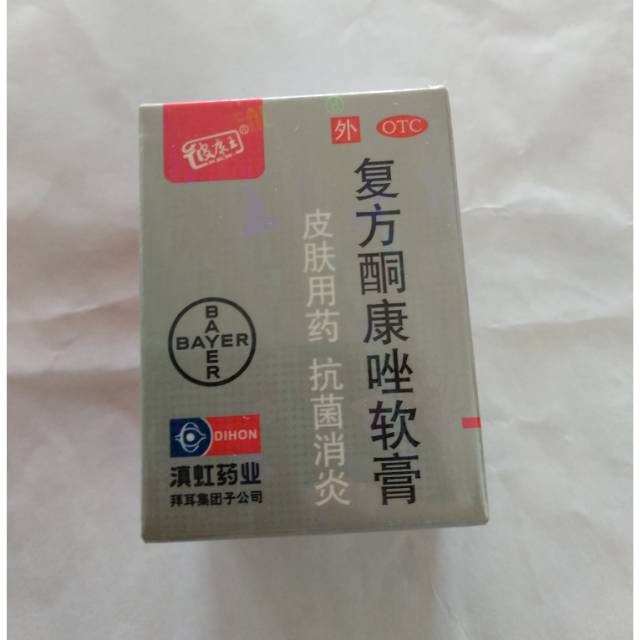 皮康王®
外 OTC
复方酮康唑软膏
皮肤用药 抗菌消炎
BAYER
BAYER
DIHON
滇虹药业
拜耳集团子公司